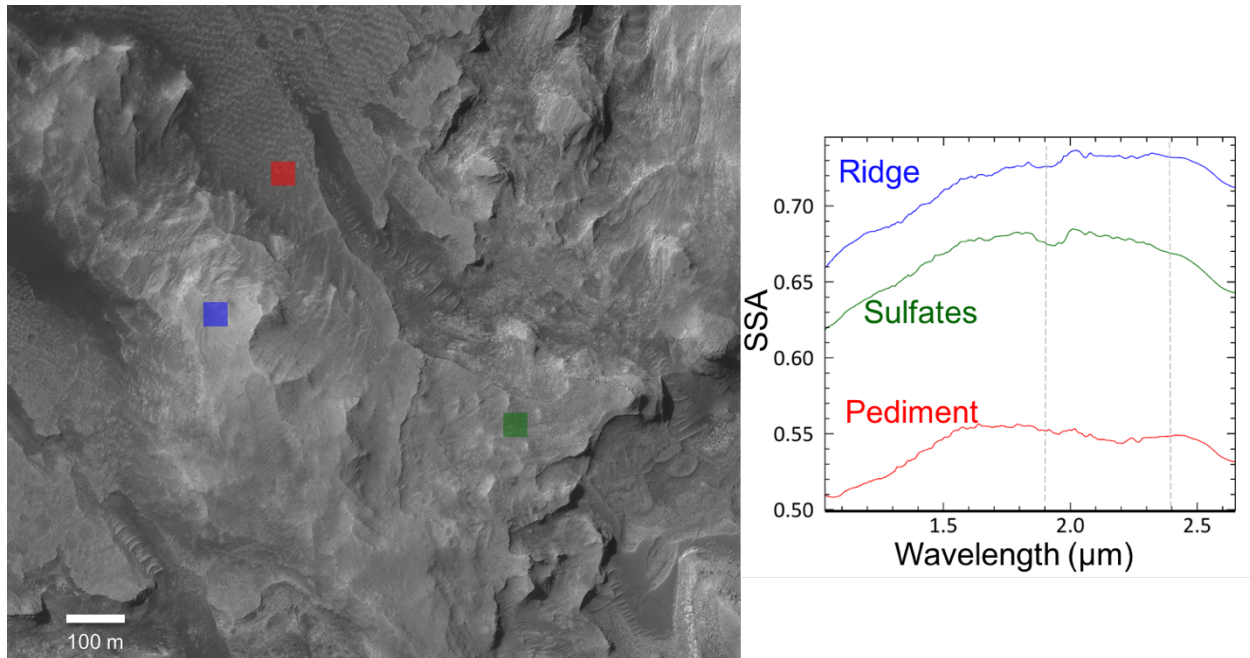 100 m
Ridge
Sulfates
Pediment
SSA
0.70
0.65
0.60
0.55
0.50
1.5
2.0
2.5
Wavelength (µm)